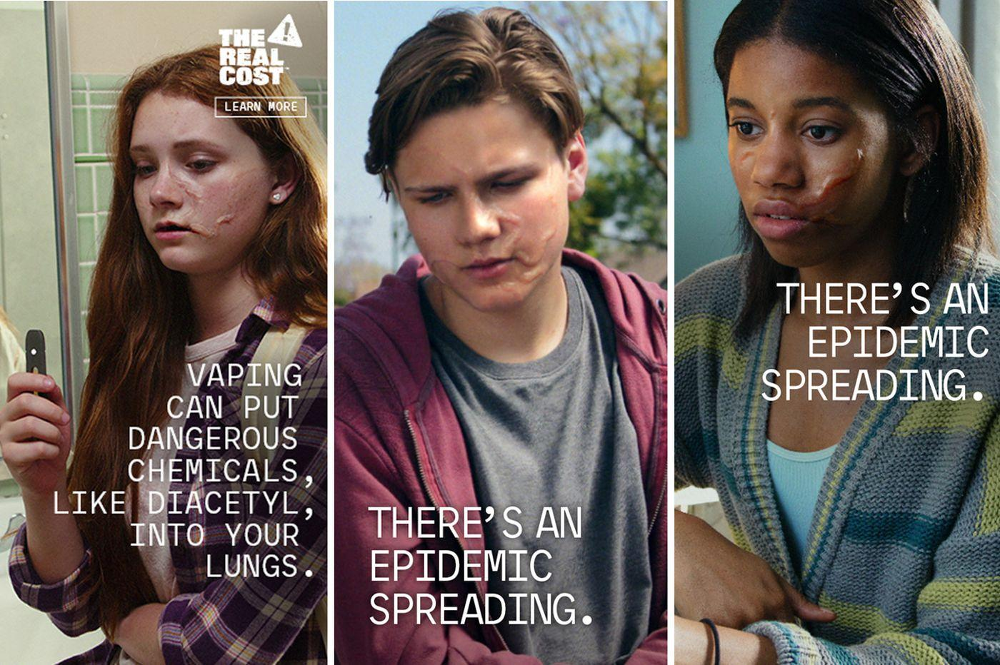 THE
REAL
COST
LEARN MORE
VAPING
CAN PUT
DANGEROUS
CHEMICALS,
LIKE DIACETYL,
INTO YOUR
LUNGS.
THERE'S AN
EPIDEMIC
SPREADING.
THERE'S AN
EPIDEMIC
SPREADING.